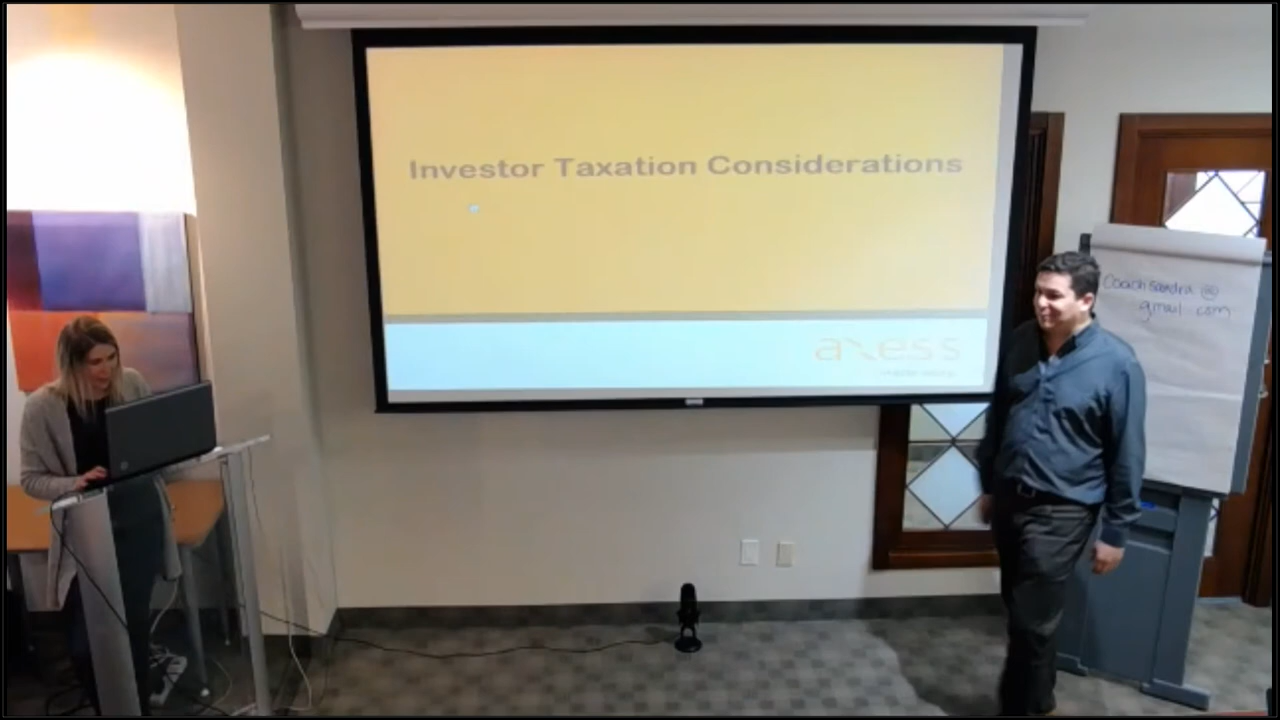 Investor Taxation Considerations
axess
Coachsandra @
gmail com